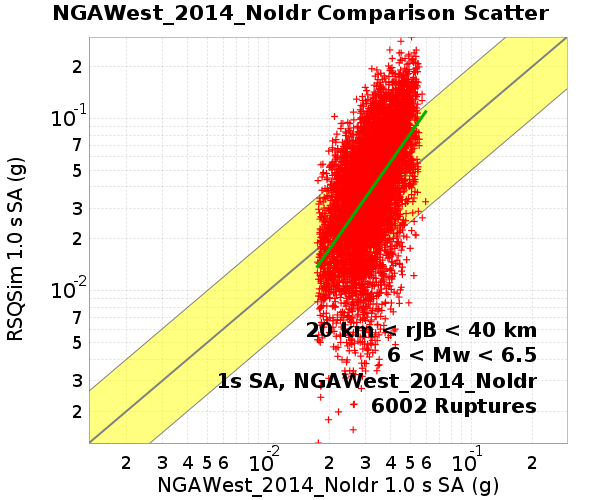 NGAWest_2014_NoIdr Comparison Scatter
RSQSim 1.0 s SA (g)
2
10-1
7
5
3
2
10-2
7
5
3
2
20 km < rJB < 40 km
6 < Mw < 6.5
1s SA, NGAWest_2014_NoIdr
6002 Ruptures
2 3 4 5 6 10-2 2 3 4 5 6 10-1 2
NGAWest_2014_NoIdr 1.0 s SA (g)